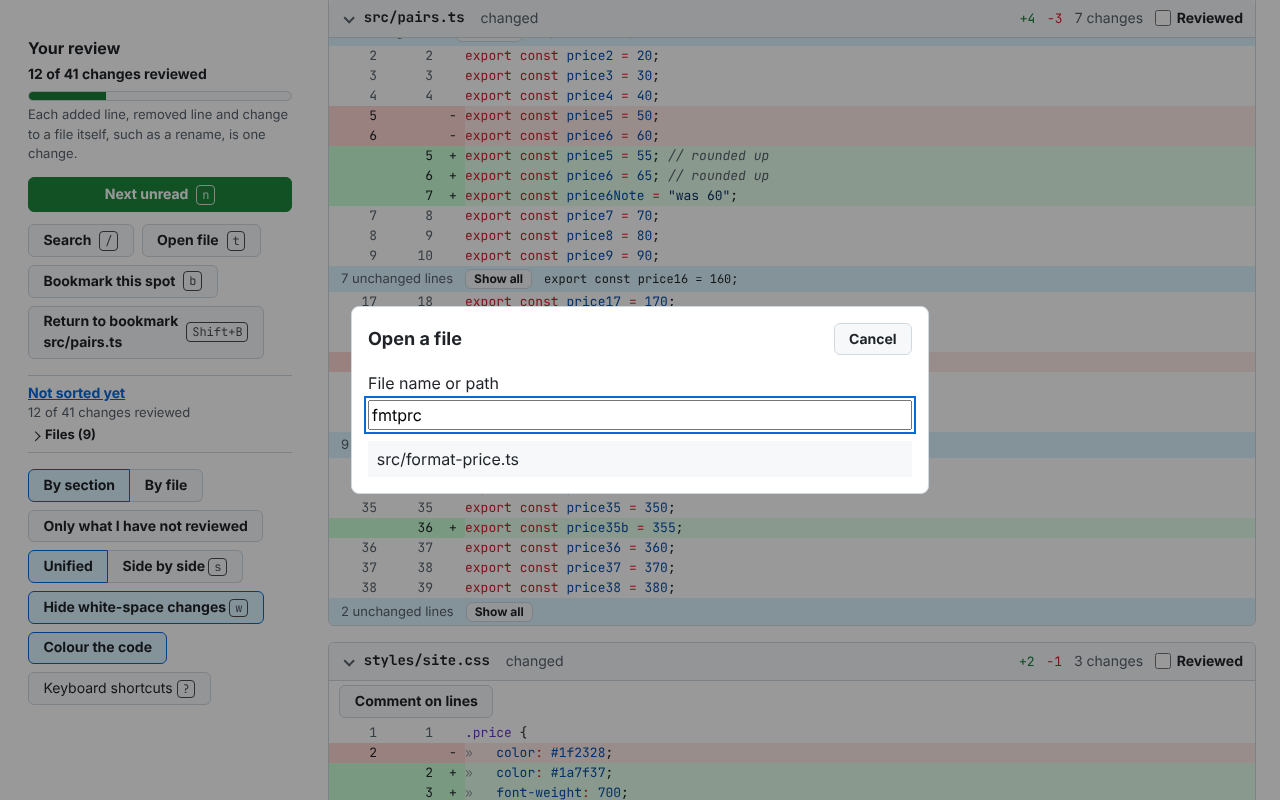 Your review
12 of 41 changes reviewed
Each added line, removed line and change
to a file itself, such as a rename, is one
change.
Next unread n
Search / Open file t
Bookmark this spot b
Return to bookmark
src/pairs.ts Shift+B
Not sorted yet
12 of 41 changes reviewed
Files (9)
By section By file
Only what I have not reviewed
Unified Side by side s
Hide white-space changes w
Colour the code
Keyboard shortcuts ?
src/pairs.ts changed +4 -3 7 changes Reviewed
2 2 export const price2 = 20;
3 3 export const price3 = 30;
4 4 export const price4 = 40;
5 - export const price5 = 50;
6 - export const price6 = 60;
5 + export const price5 = 55; // rounded up
6 + export const price6 = 65; // rounded up
7 + export const price6Note = "was 60";
7 8 export const price7 = 70;
8 9 export const price8 = 80;
9 10 export const price9 = 90;
7 unchanged lines Show all export const price16 = 160;
17 18 export const price17 = 170;
Open a file Cancel
File name or path
fmtprc
src/format-price.ts
9
35 35 export const price35 = 350;
36 + export const price35b = 355;
36 37 export const price36 = 360;
37 38 export const price37 = 370;
38 39 export const price38 = 380;
2 unchanged lines Show all
styles/site.css changed +2 -1 3 changes Reviewed
Comment on lines
1 1 .price {
2 - » color: #1f2328;
2 + » color: #1a7f37;
3 + » font-weight: 700;